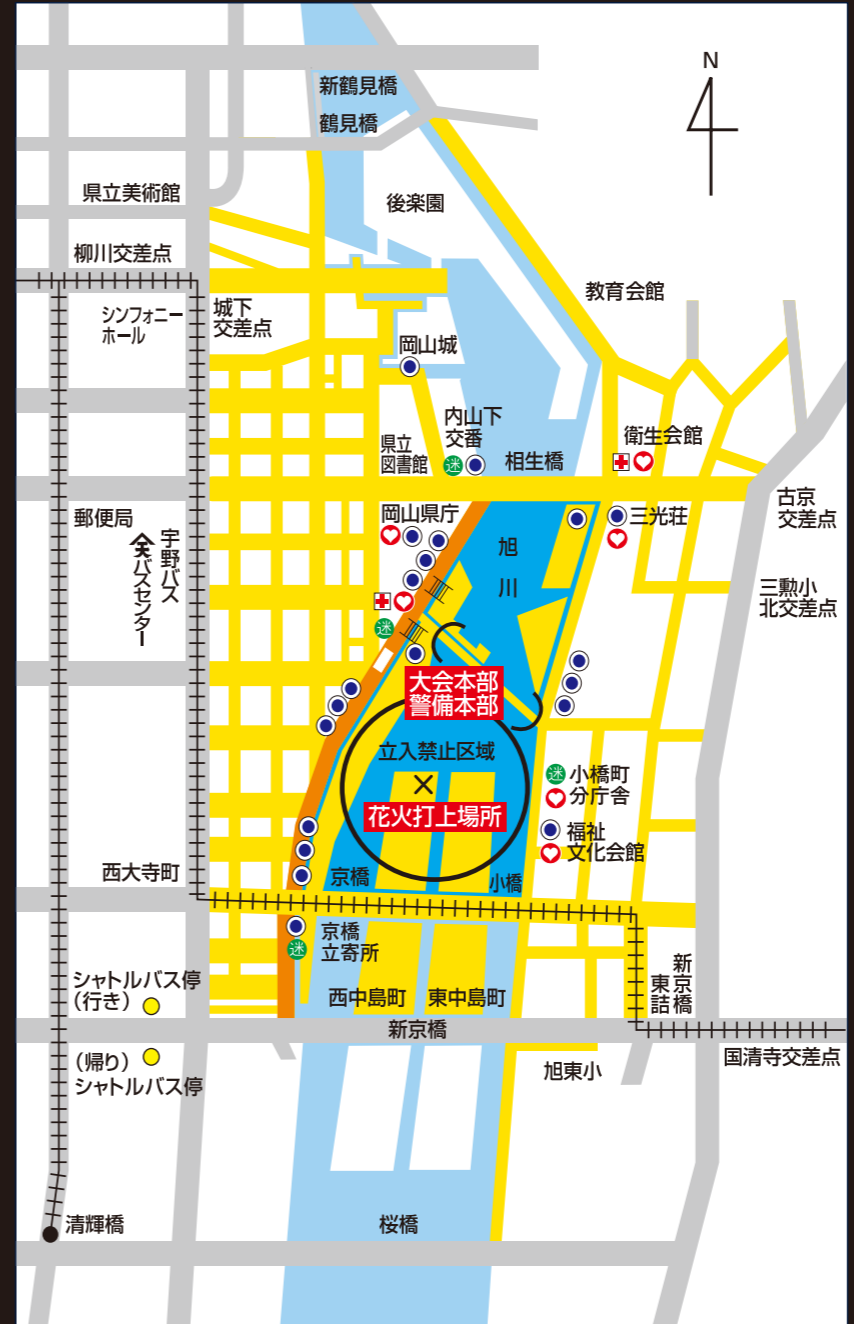 N
新鶴見橋
鶴見橋
県立美術館
後楽園
柳川交差点
教育会館
シンフォニー
ホール
城下
交差点
岡山城
内山下
交番
迷
県立
図書館
相生橋
衛生会館
郵便局
宇野バス
バスセンター
岡山県庁
旭
川
三光荘
古京
交差点
三勲小
北交差点
迷
大会本部
警備本部
立入禁止区域
花火打上場所
迷
小橋町
分庁舎
福祉
文化会館
西大寺町
京橋
小橋
迷
京橋
立寄所
シャトルバス停
(行き)
西中島町
東中島町
新京橋
東詰
新京橋
(帰り)
シャトルバス停
旭東小
国清寺交差点
清輝橋
桜橋